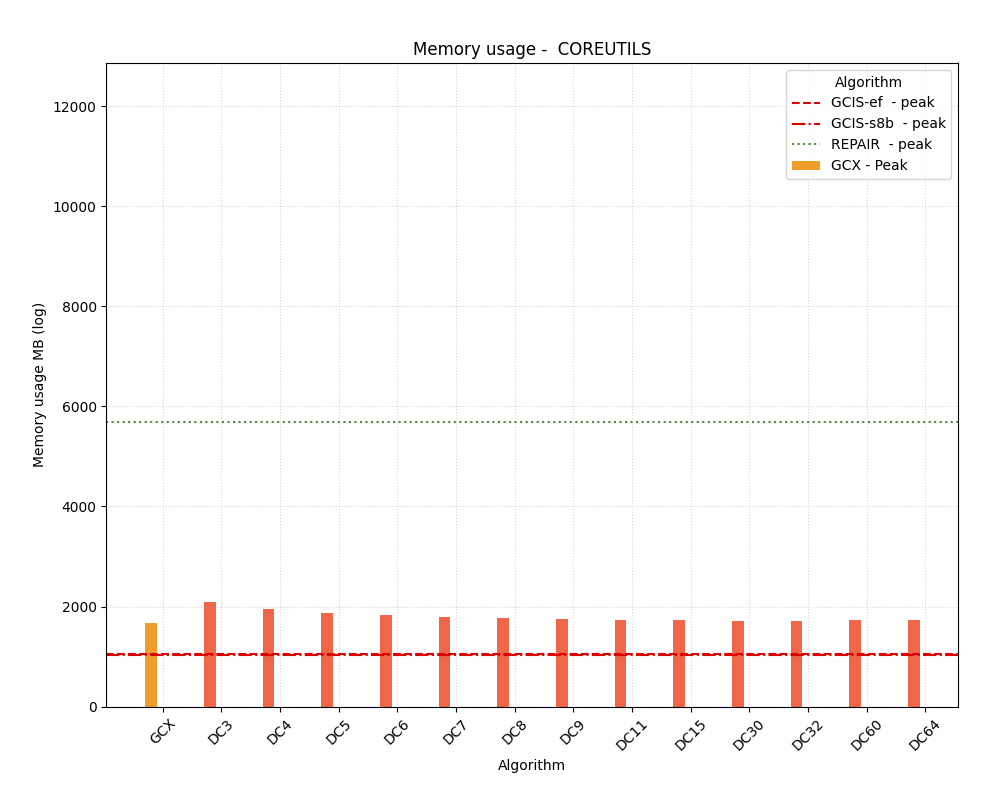 Memory usage -  COREUTILS
Algorithm
GCIS-ef  - peak
GCIS-s8b  - peak
REPAIR  - peak
GCX - Peak
Memory usage MB (log)
12000
10000
8000
6000
4000
2000
0
GCX DC3 DC4 DC5 DC6 DC7 DC8 DC9 DC11 DC15 DC30 DC32 DC60 DC64
Algorithm